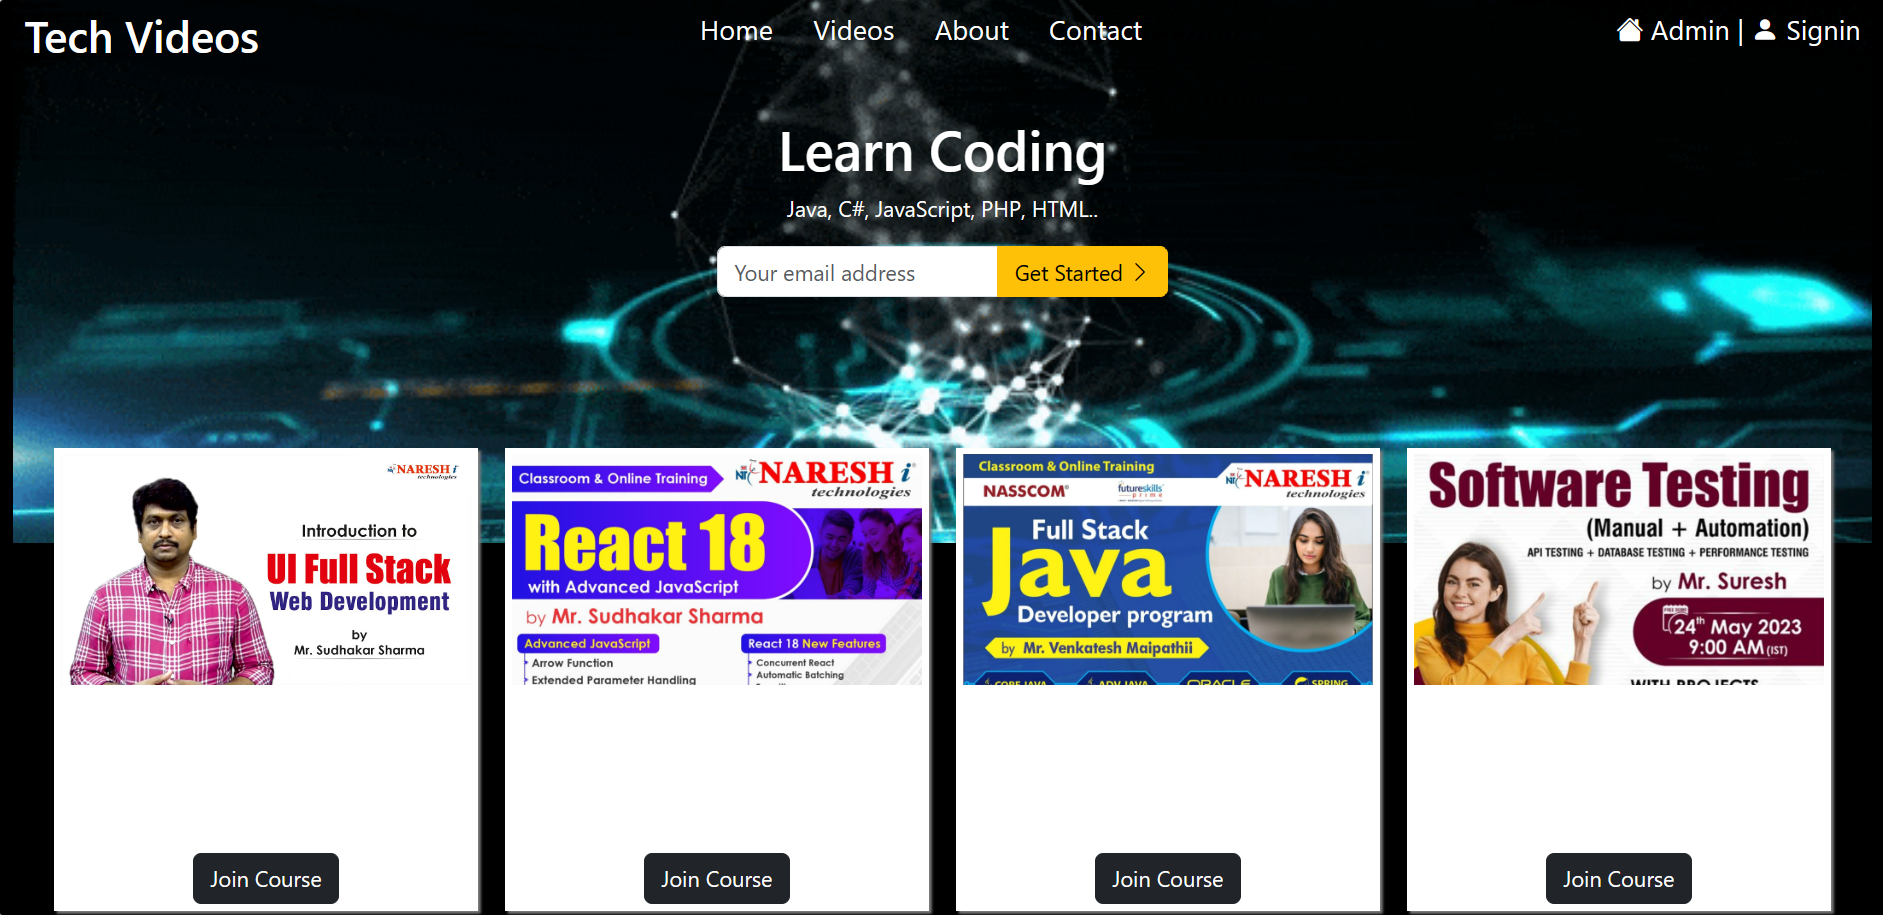 Tech Videos
Home Videos About Contact
Admin | Signin
Learn Coding
Java, C#, JavaScript, PHP, HTML..
Your email address
Get Started
NARESH i
technologies
Introduction to
UI Full Stack
Web Development
by
Mr. Sudhakar Sharma
Join Course
Classroom & Online Training
NARESH i
technologies
React 18
with Advanced JavaScript
by Mr. Sudhakar Sharma
Advanced JavaScript
Arrow Function
Extended Parameter Handling
React 18 New Features
Concurrent React
Automatic Batching
Join Course
Classroom & Online Training
NASSCOM®
futureskills
prime
NARESH i
technologies
Full Stack
Java
Developer program
by Mr. Venkatesh Maipathii
CORE JAVA
ADV JAVA
ORACLE
SPRING
Join Course
Software Testing
(Manual + Automation)
API TESTING + DATABASE TESTING + PERFORMANCE TESTING
by Mr. Suresh
FREE DEMO
24th May 2023
9:00 AM (IST)
WITH PROJECTS
Join Course